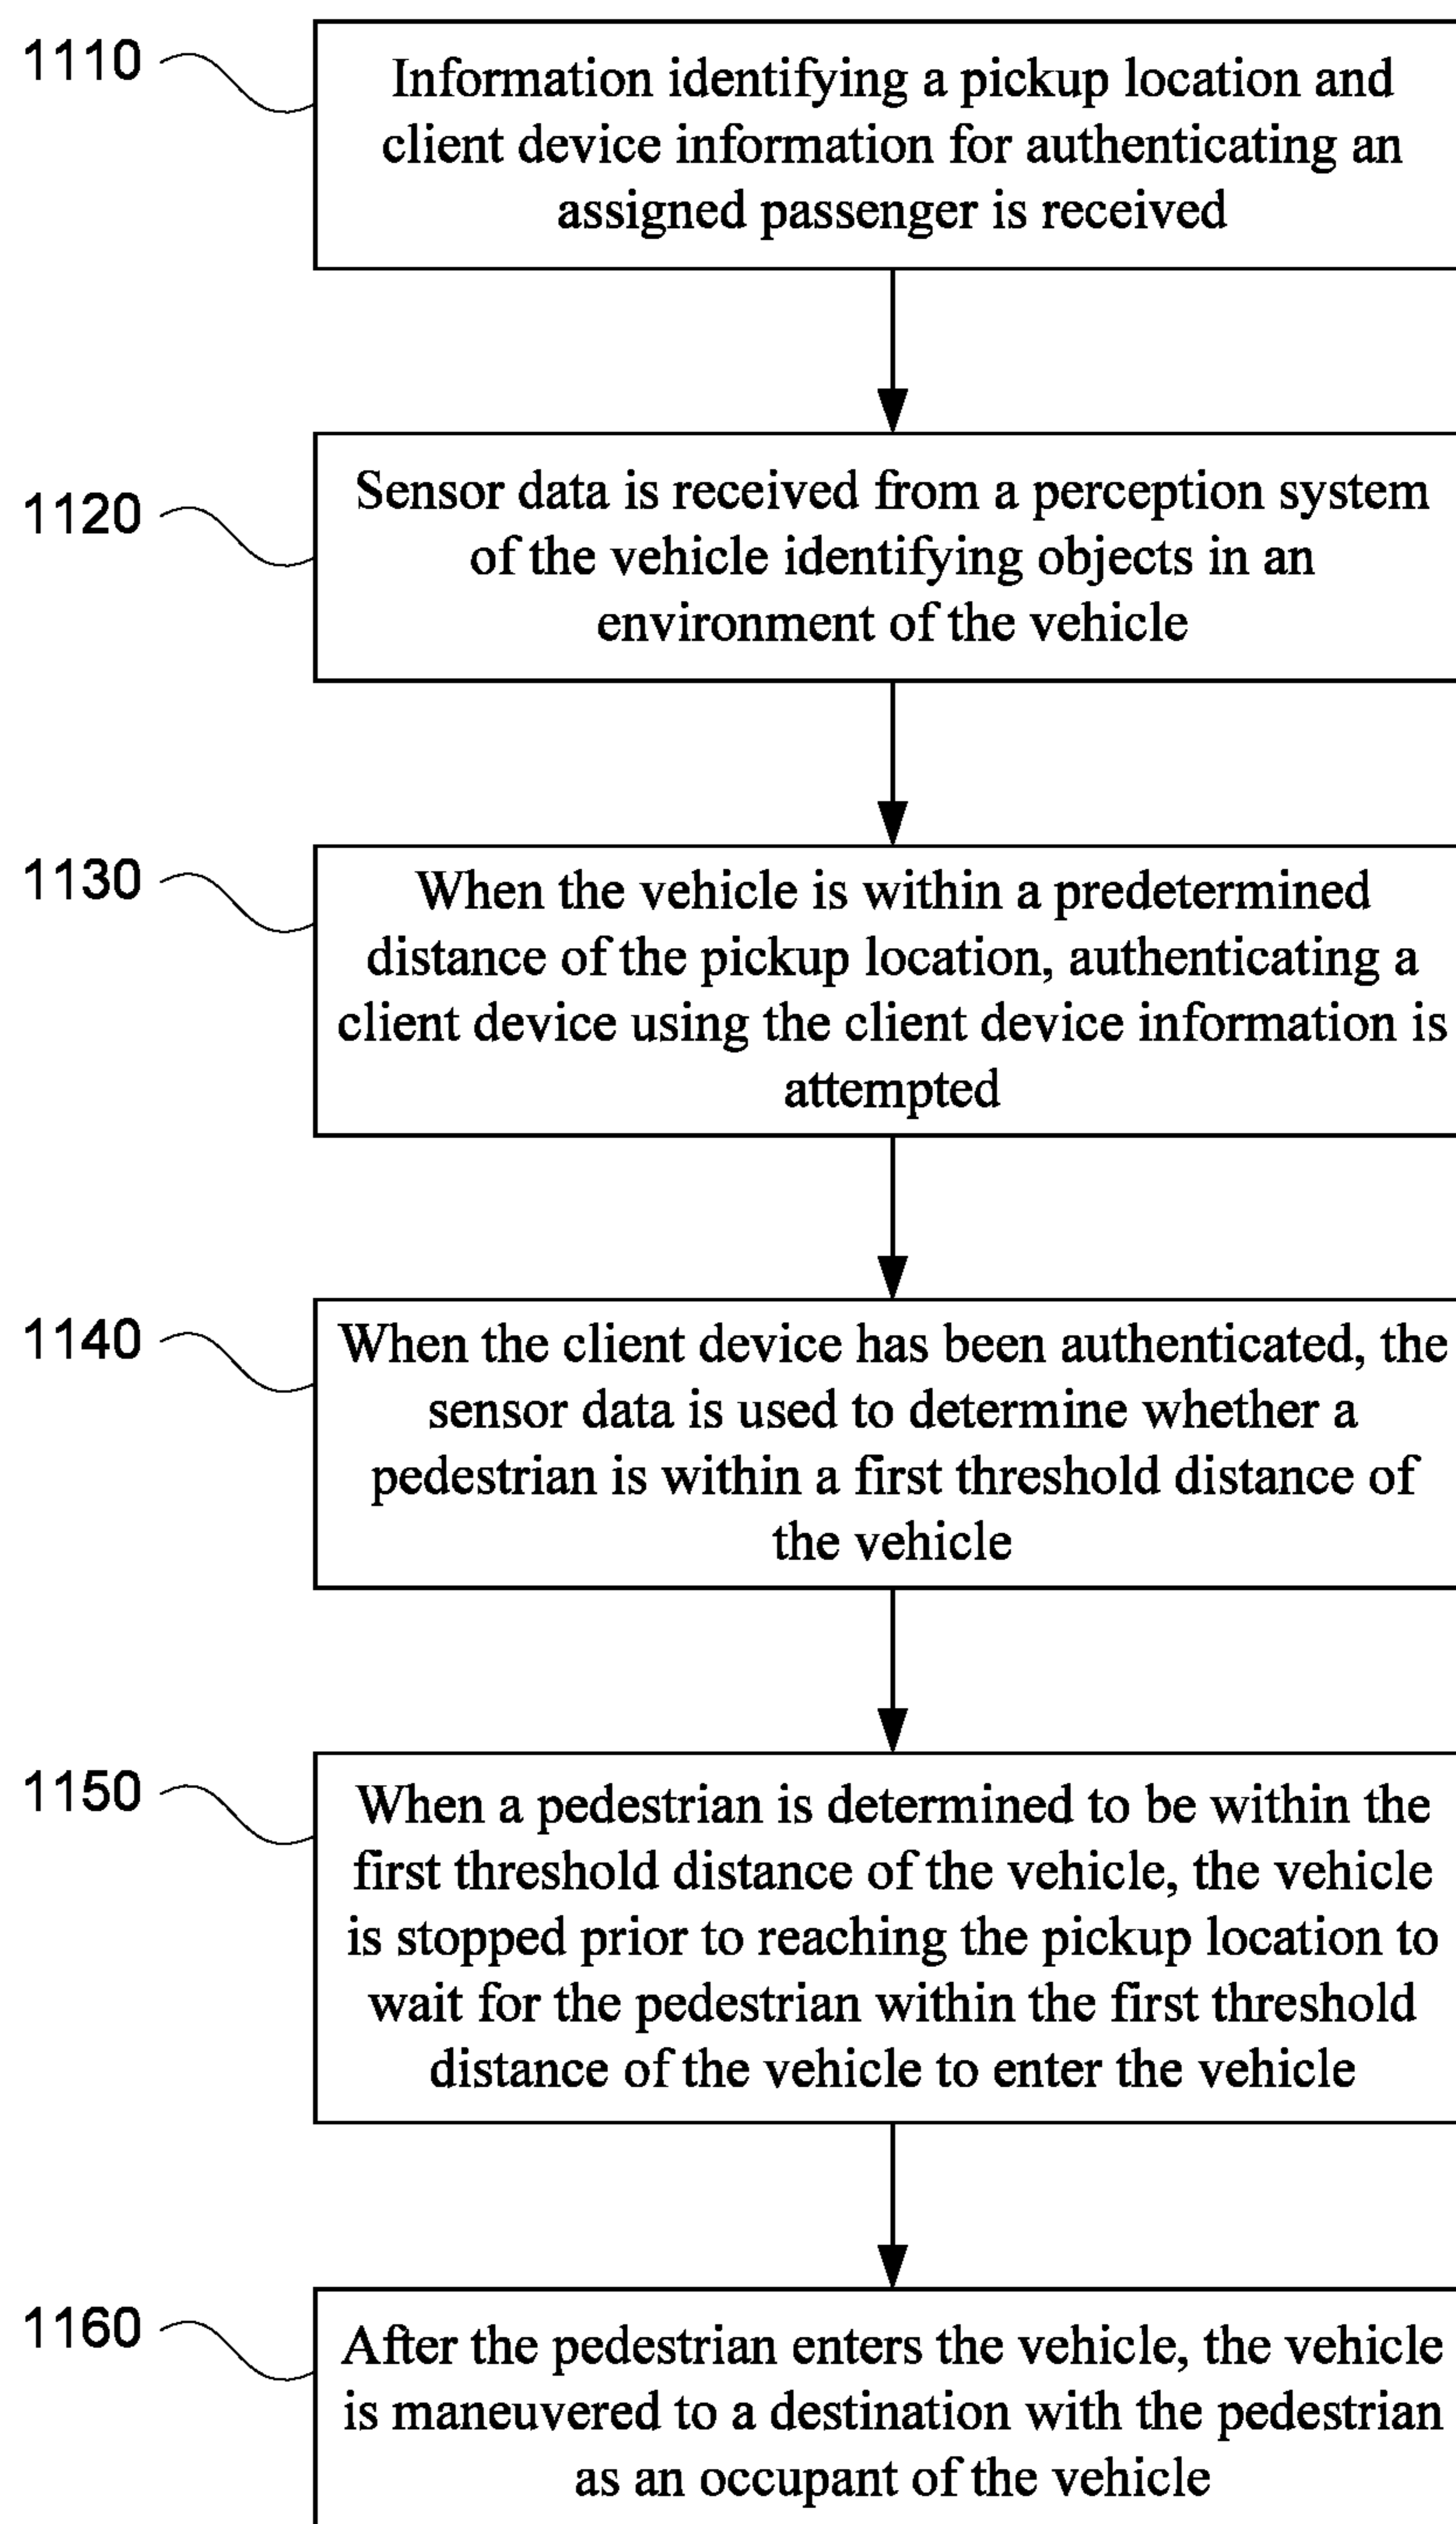 1110
Information identifying a pickup location and
client device information for authenticating an
assigned passenger is received
1120
Sensor data is received from a perception system
of the vehicle identifying objects in an
environment of the vehicle
1130
When the vehicle is within a predetermined
distance of the pickup location, authenticating a
client device using the client device information is
attempted
1140
When the client device has been authenticated, the
sensor data is used to determine whether a
pedestrian is within a first threshold distance of
the vehicle
1150
When a pedestrian is determined to be within the
first threshold distance of the vehicle, the vehicle
is stopped prior to reaching the pickup location to
wait for the pedestrian within the first threshold
distance of the vehicle to enter the vehicle
1160
After the pedestrian enters the vehicle, the vehicle
is maneuvered to a destination with the pedestrian
as an occupant of the vehicle